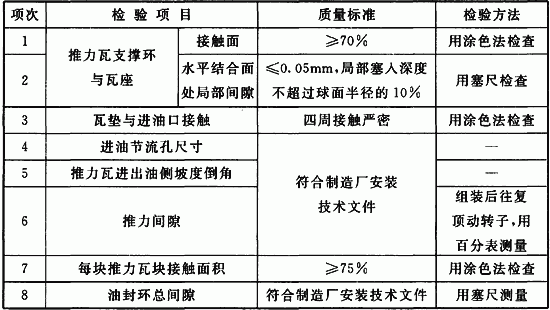 项次 检验项目 质量标准 检验方法
1 推力瓦支撑环与瓦座 接触面 ≥70% 用涂色法检查
2 水平结合面处局部间隙 ≤0.05mm,局部塞入深度不超过球面半径的10% 用塞尺检查
3 瓦垫与进油口接触 四周接触严密 用涂色法检查
4 进油节流孔尺寸 符合制造厂安装技术文件 —
5 推力瓦进出油侧坡度倒角 —
6 推力间隙 组装后往复顶动转子,用百分表测量
7 每块推力瓦块接触面积 ≥75% 用涂色法检查
8 油封环总间隙 符合制造厂安装技术文件 用塞尺测量